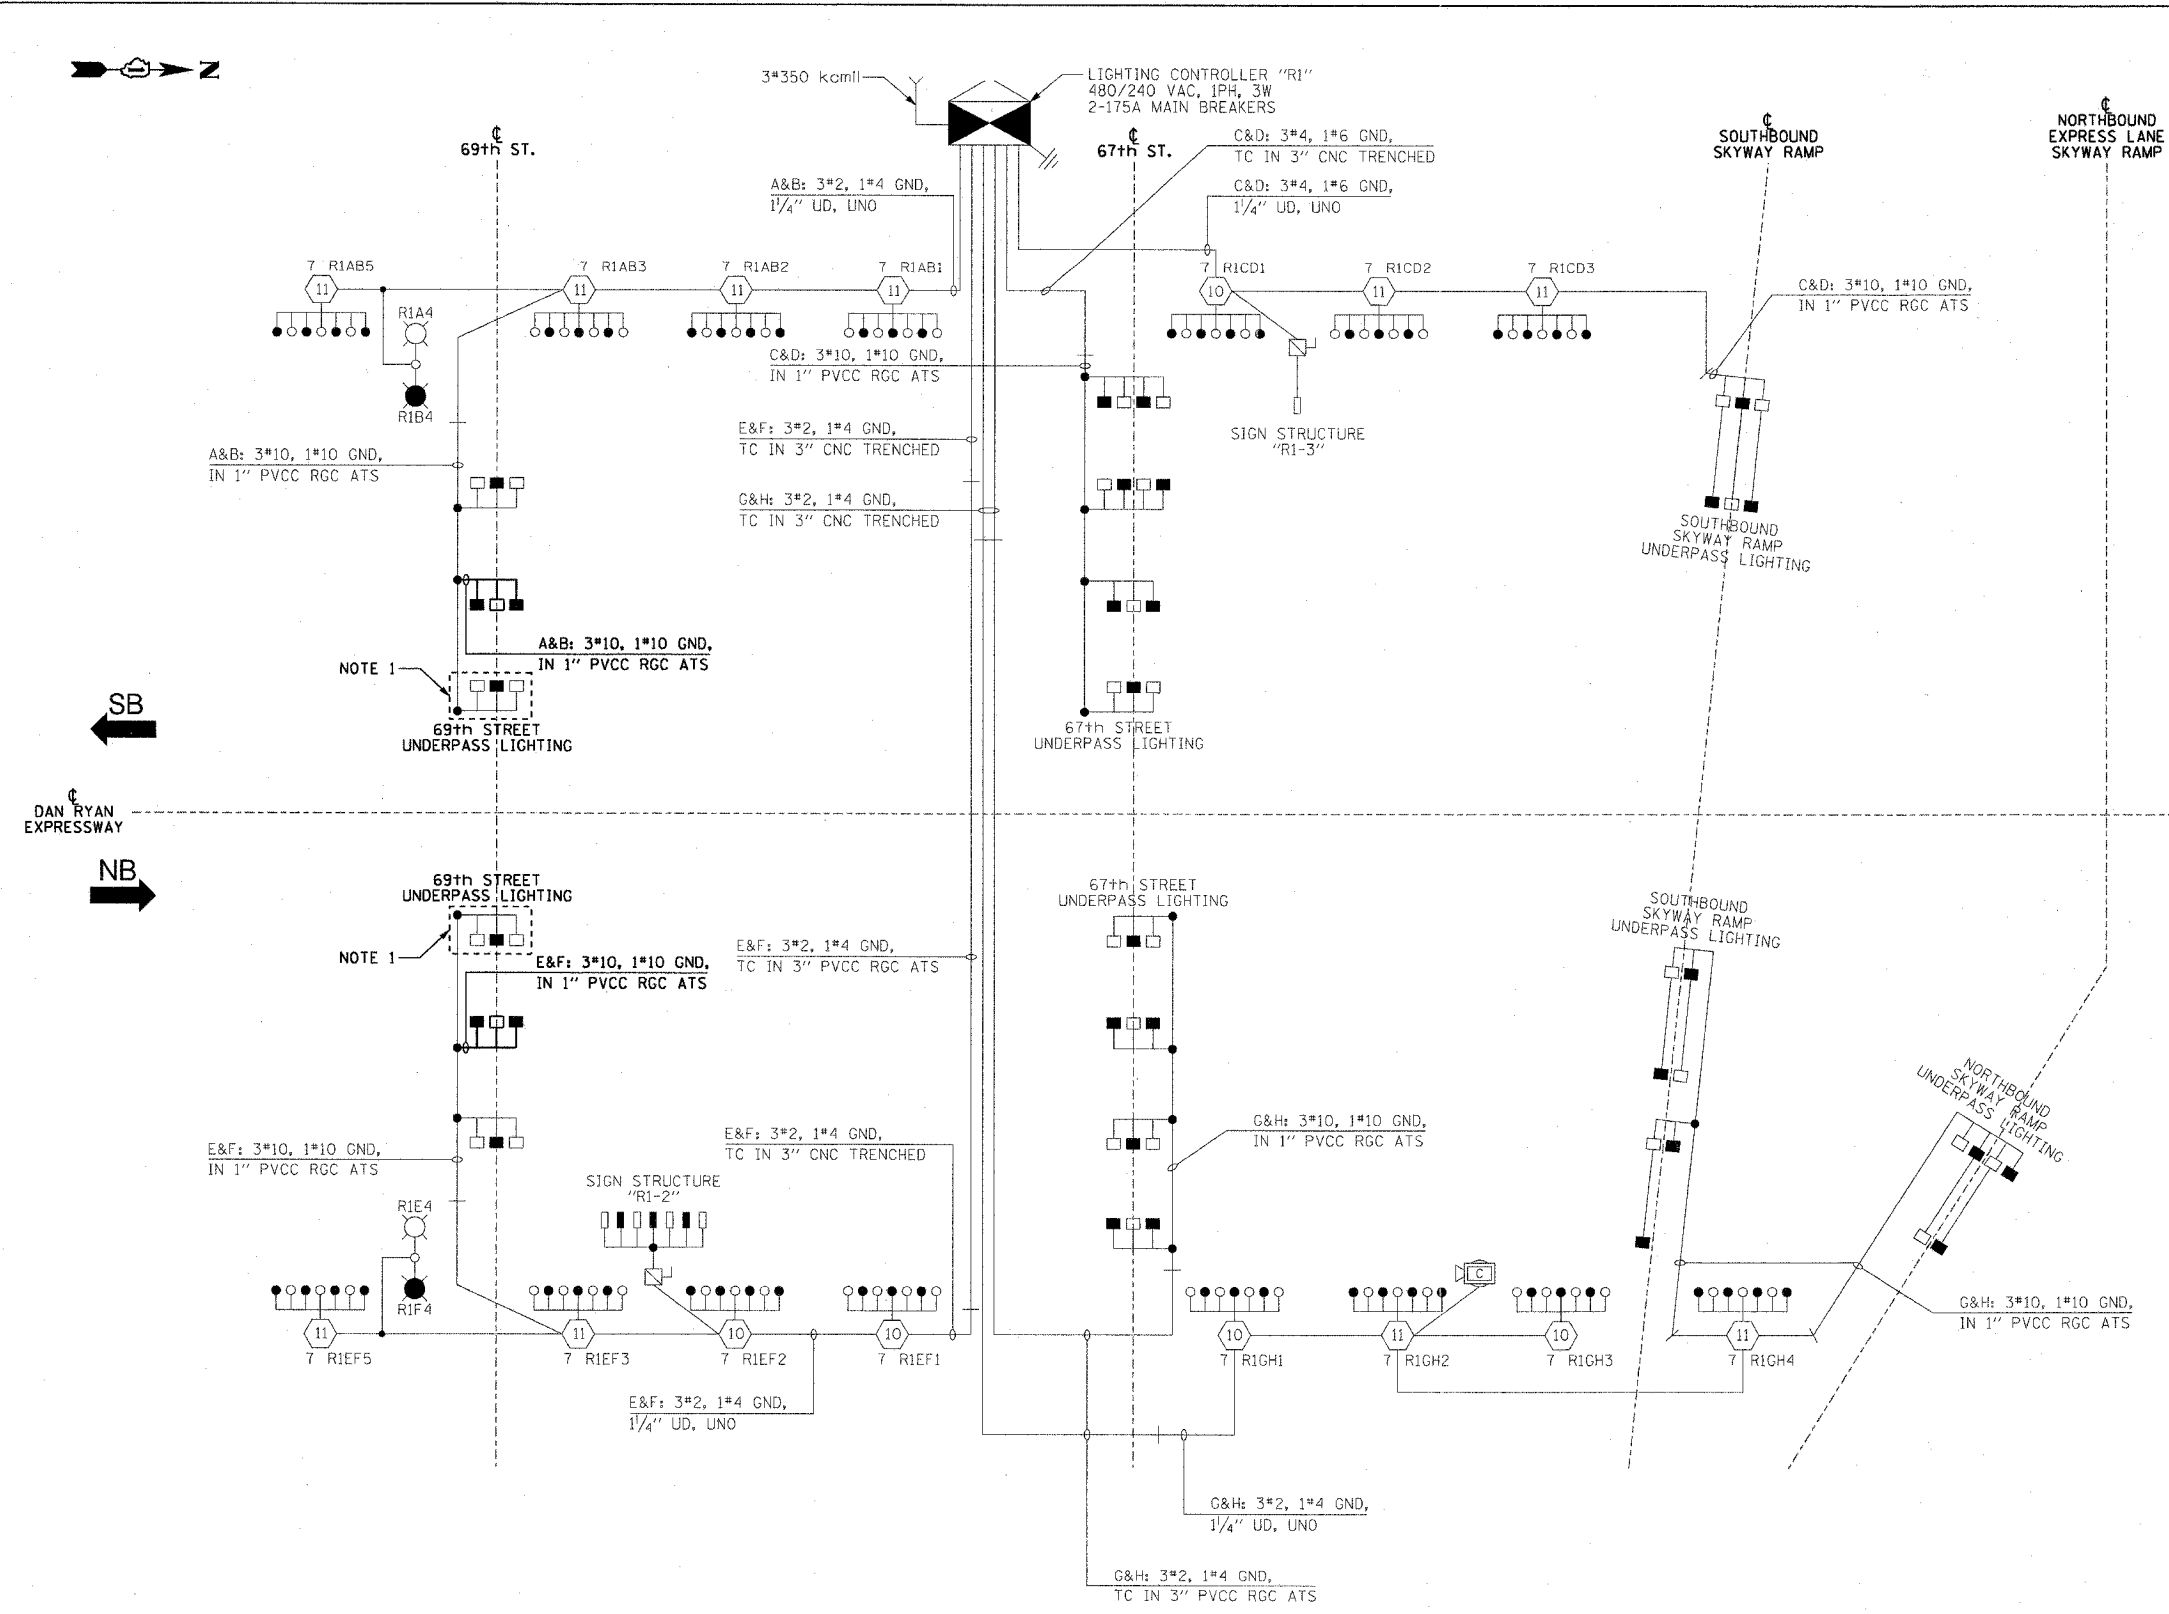 N
3#350 kcmil
LIGHTING CONTROLLER "R1"
480/240 VAC, 1PH, 3W
2-175A MAIN BREAKERS
℄
69th ST.
℄
67th ST.
C&D: 3#4, 1#6 GND,
TC IN 3" CNC TRENCHED
℄
SOUTHBOUND
SKYWAY RAMP
℄
NORTHBOUND
EXPRESS LANE
SKYWAY RAMP
A&B: 3#2, 1#4 GND,
1 1/4" UD, UNO
C&D: 3#4, 1#6 GND,
1 1/4" UD, UNO
7 R1AB5
11
7 R1AB3
11
7 R1AB2
11
7 R1AB1
11
7 R1CD1
10
7 R1CD2
11
7 R1CD3
11
C&D: 3#10, 1#10 GND,
IN 1" PVCC RGC ATS
R1A4
R1B4
C&D: 3#10, 1#10 GND,
IN 1" PVCC RGC ATS
SIGN STRUCTURE
"R1-3"
E&F: 3#2, 1#4 GND,
TC IN 3" CNC TRENCHED
A&B: 3#10, 1#10 GND,
IN 1" PVCC RGC ATS
G&H: 3#2, 1#4 GND,
TC IN 3" CNC TRENCHED
SOUTHBOUND
SKYWAY RAMP
UNDERPASS LIGHTING
A&B: 3#10, 1#10 GND,
IN 1" PVCC RGC ATS
NOTE 1
SB
69th STREET
UNDERPASS LIGHTING
67th STREET
UNDERPASS LIGHTING
℄
DAN RYAN
EXPRESSWAY
NB
69th STREET
UNDERPASS LIGHTING
67th STREET
UNDERPASS LIGHTING
SOUTHBOUND
SKYWAY RAMP
UNDERPASS LIGHTING
NOTE 1
E&F: 3#10, 1#10 GND,
IN 1" PVCC RGC ATS
E&F: 3#2, 1#4 GND,
TC IN 3" PVCC RGC ATS
NORTHBOUND
SKYWAY RAMP
UNDERPASS LIGHTING
E&F: 3#10, 1#10 GND,
IN 1" PVCC RGC ATS
E&F: 3#2, 1#4 GND,
TC IN 3" CNC TRENCHED
G&H: 3#10, 1#10 GND,
IN 1" PVCC RGC ATS
SIGN STRUCTURE
"R1-2"
R1E4
R1F4
C
G&H: 3#10, 1#10 GND,
IN 1" PVCC RGC ATS
11
7 R1EF5
11
7 R1EF3
10
7 R1EF2
10
7 R1EF1
10
7 R1GH1
11
7 R1GH2
10
7 R1GH3
11
7 R1GH4
E&F: 3#2, 1#4 GND,
1 1/4" UD, UNO
G&H: 3#2, 1#4 GND,
1 1/4" UD, UNO
G&H: 3#2, 1#4 GND,
TC IN 3" PVCC RGC ATS